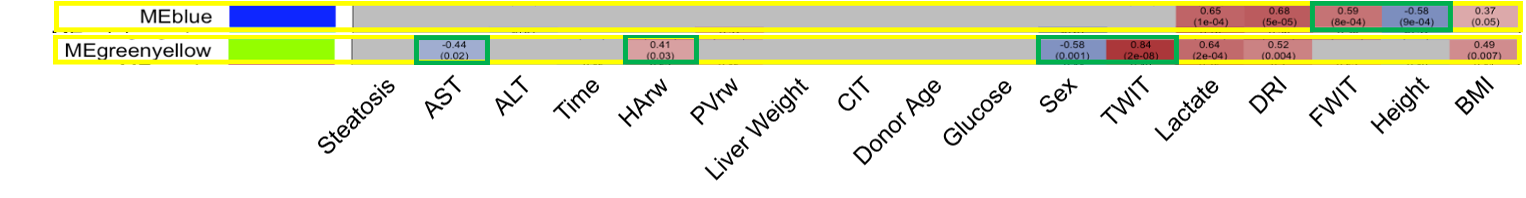 MEblue 0.65 0.68 0.59 -0.58 0.37
(1e-04) (5e-05) (8e-04) (9e-04) (0.05)
MEgreenyellow -0.44 0.41 -0.58 0.84 0.64 0.52 0.49
(0.02) (0.03) (0.001) (2e-08) (2e-04) (0.004) (0.007)
Steatosis
AST
ALT
Time
HArw
PVrw
Liver Weight
CIT
Donor Age
Glucose
Sex
TWIT
Lactate
DRI
FWIT
Height
BMI